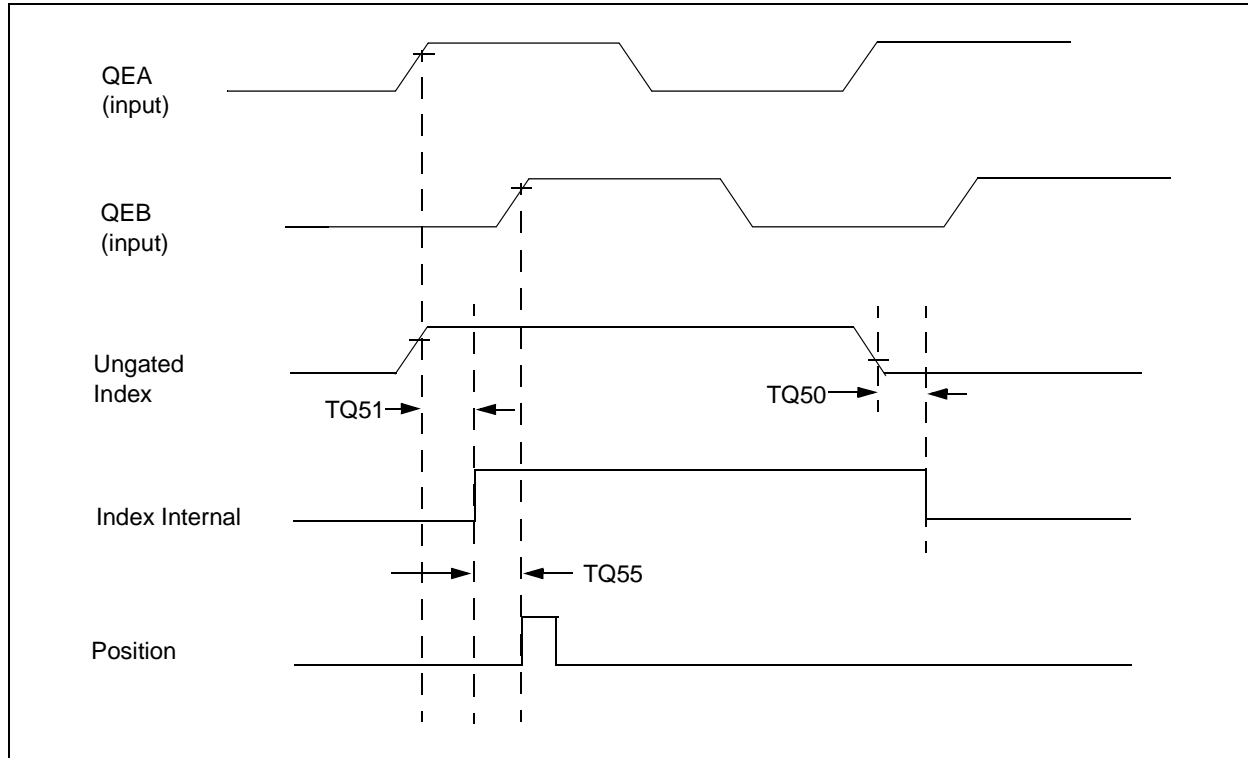 QEA
(input)
QEB
(input)
Ungated
Index
TQ51
TQ50
Index Internal
TQ55
Position